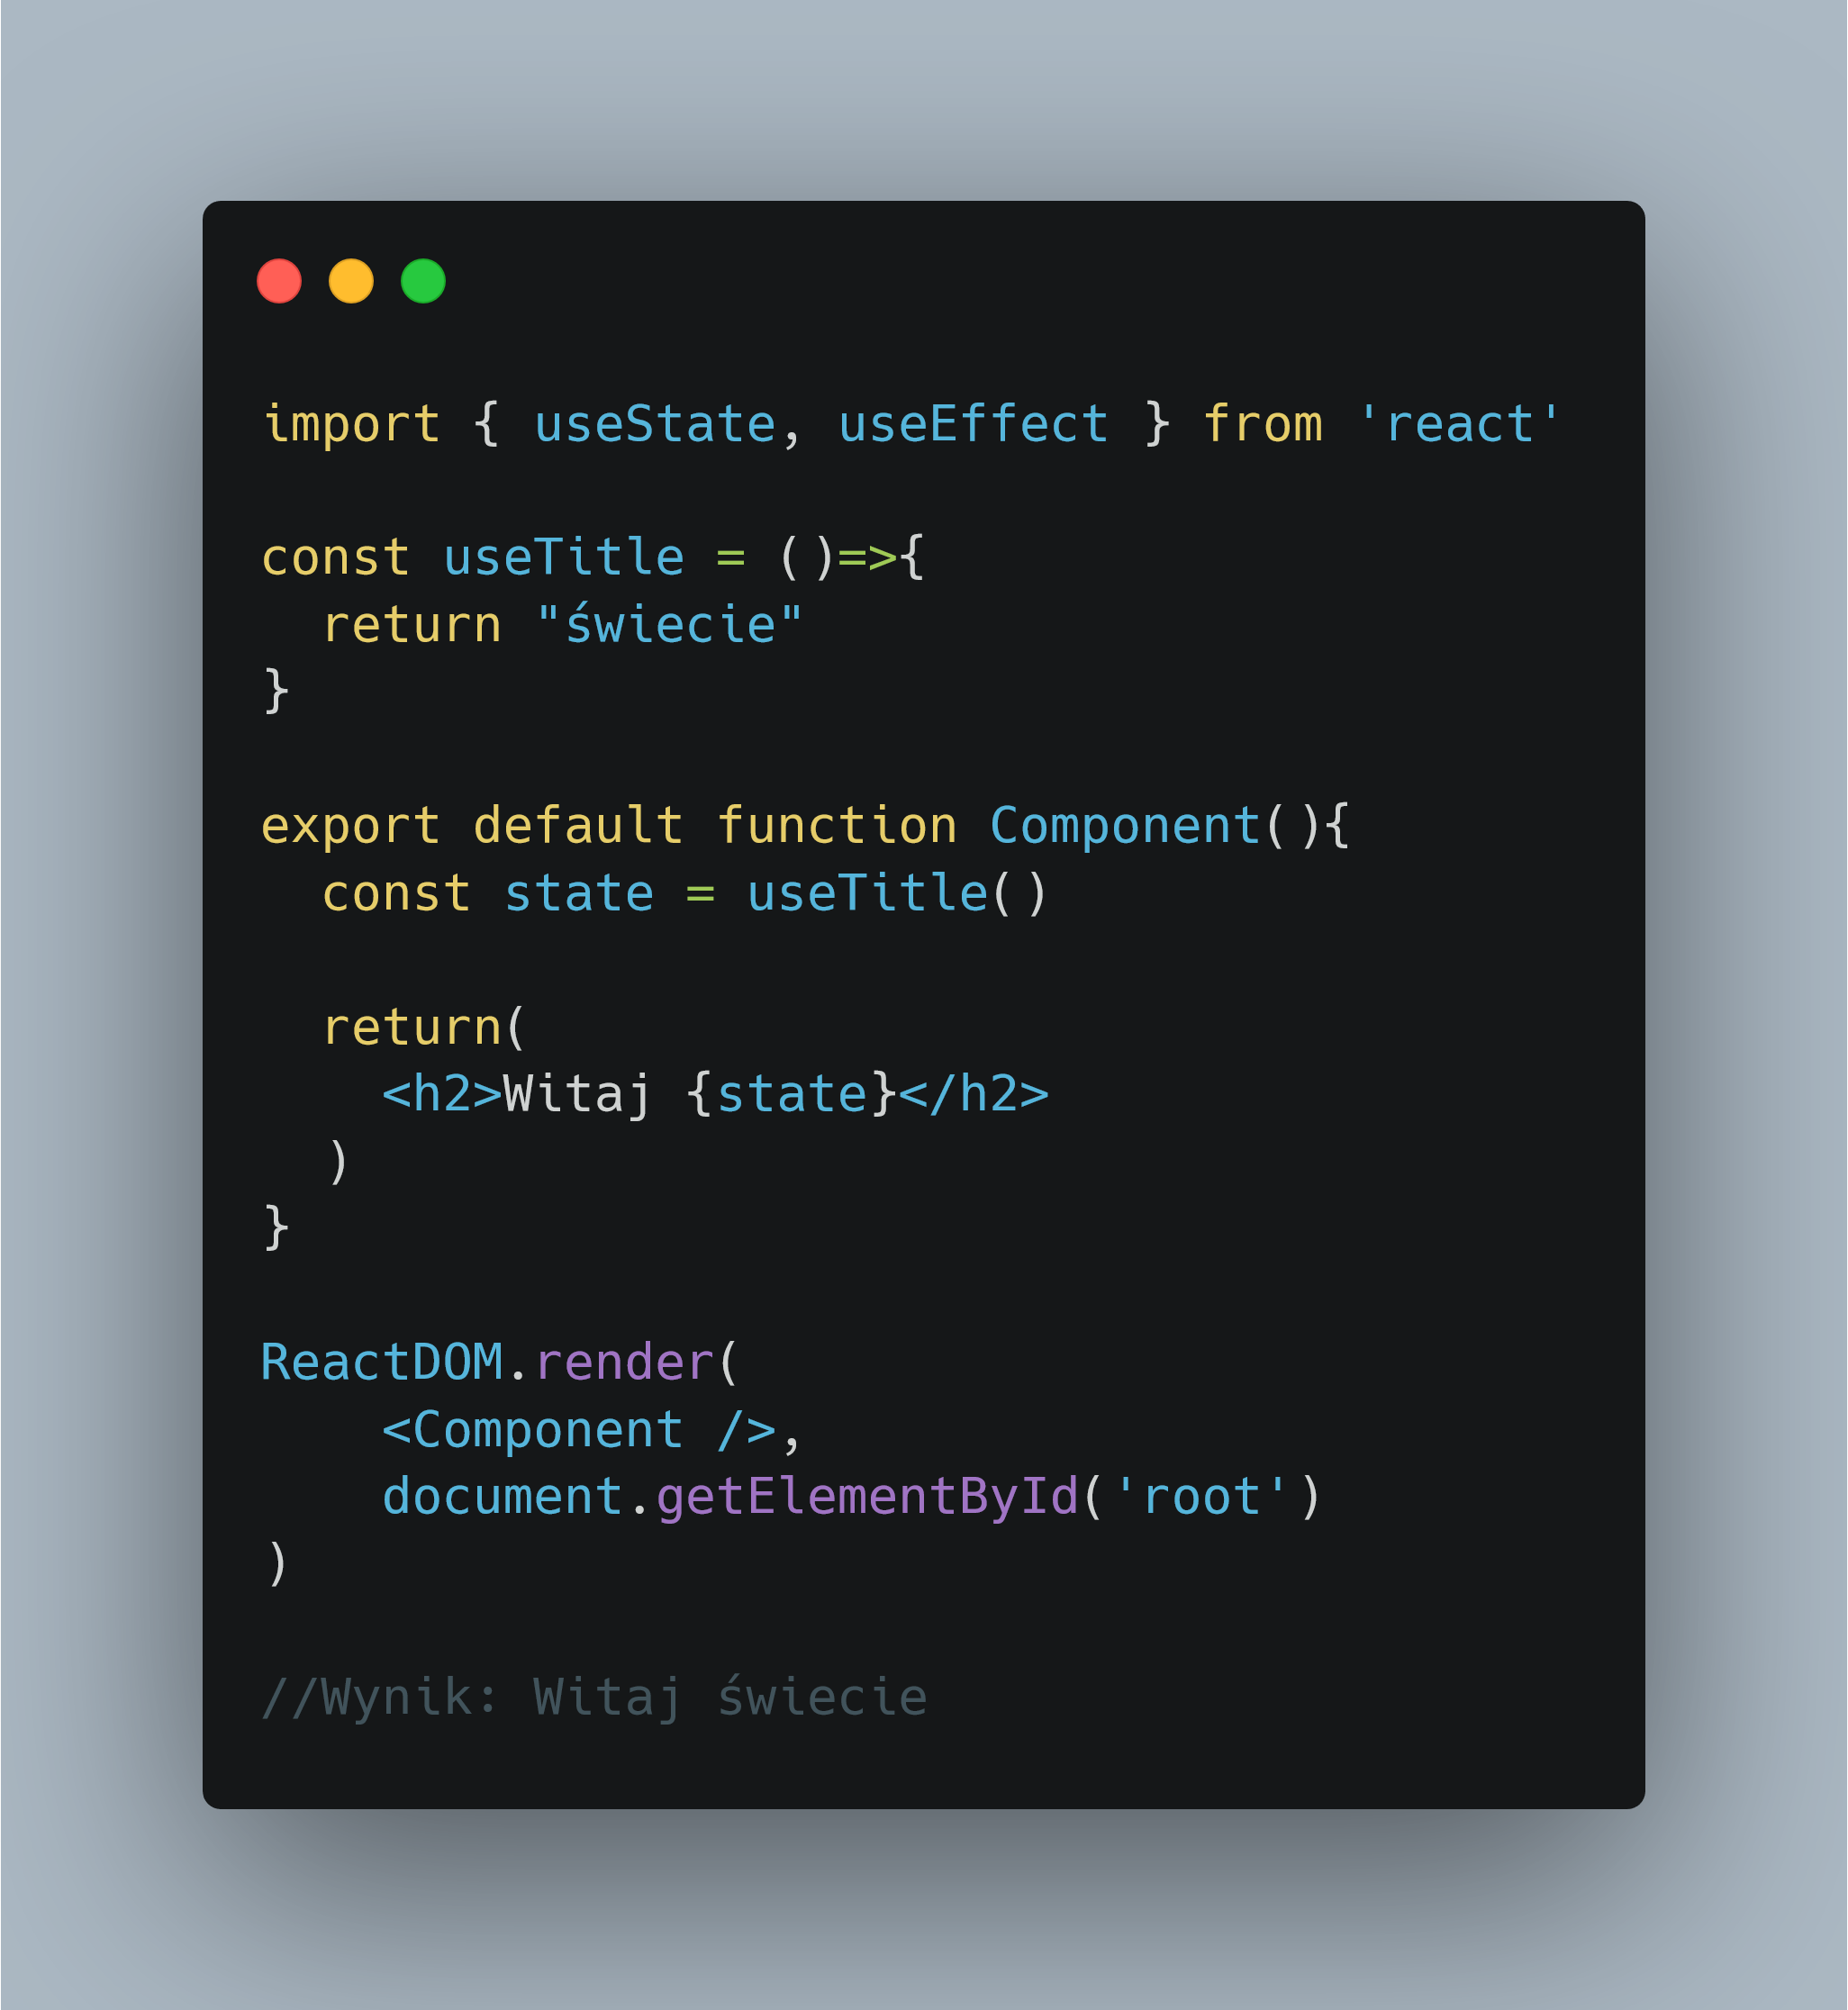 import { useState, useEffect } from 'react'
const useTitle = ()=>{
  return "świecie"
}
export default function Component(){
  const state = useTitle()
  return(
    <h2>Witaj {state}</h2>
  )
}
ReactDOM.render(
    <Component />,
    document.getElementById('root')
)
//Wynik: Witaj świecie